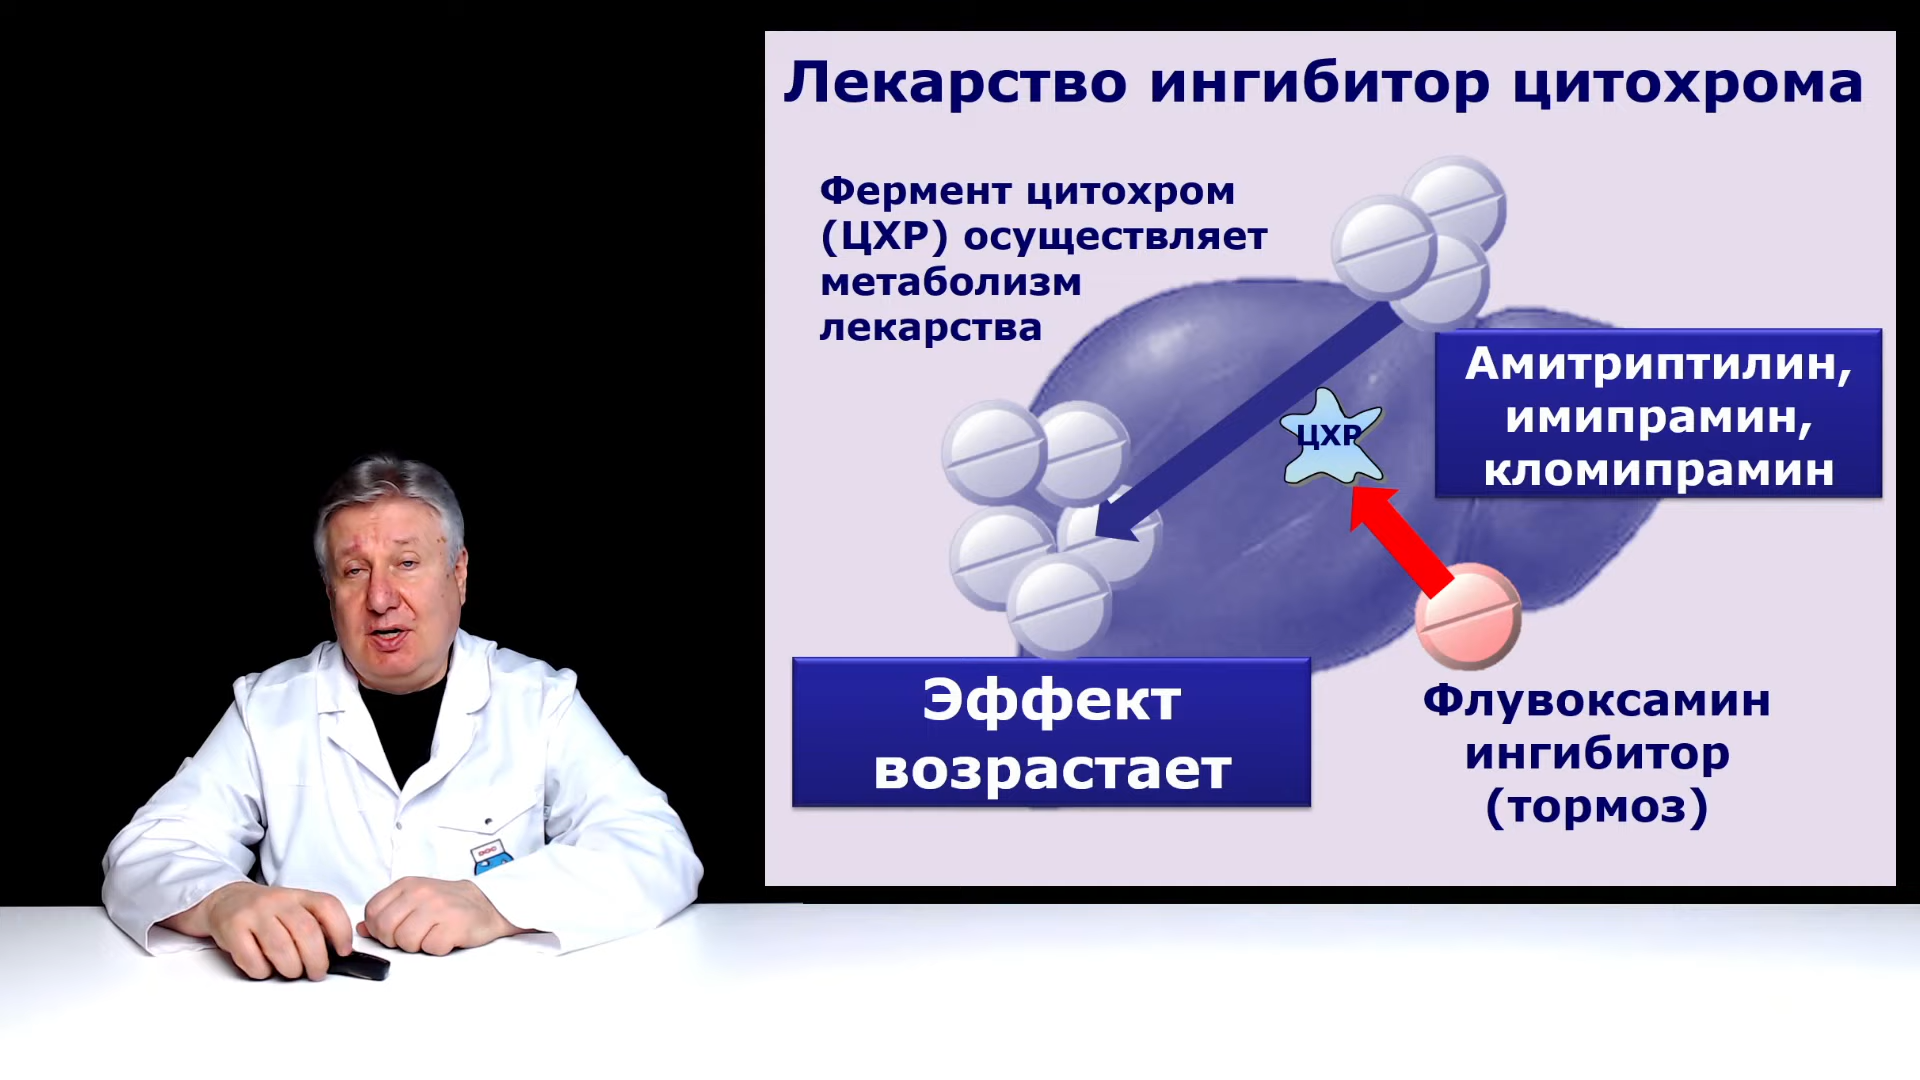 Лекарство ингибитор цитохрома
Фермент цитохром
(ЦХР) осуществляет
метаболизм
лекарства
Амитриптилин,
имипрамин,
кломипрамин
ЦХР
Эффект
возрастает
Флувоксамин
ингибитор
(тормоз)